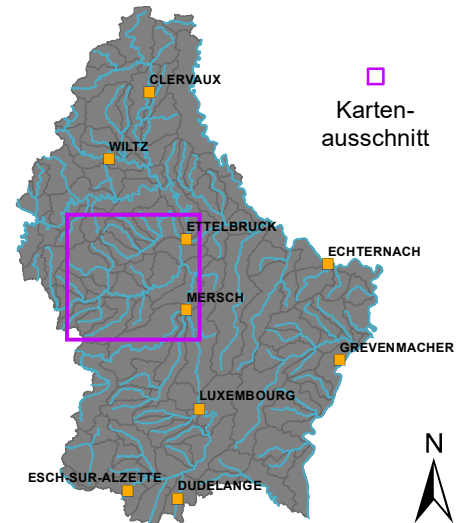 CLERVAUX
Karten-
ausschnitt
WILTZ
ETTELBRUCK
ECHTERNACH
MERSCH
GREVENMACHER
LUXEMBOURG
N
ESCH-SUR-ALZETTE
DUDELANGE